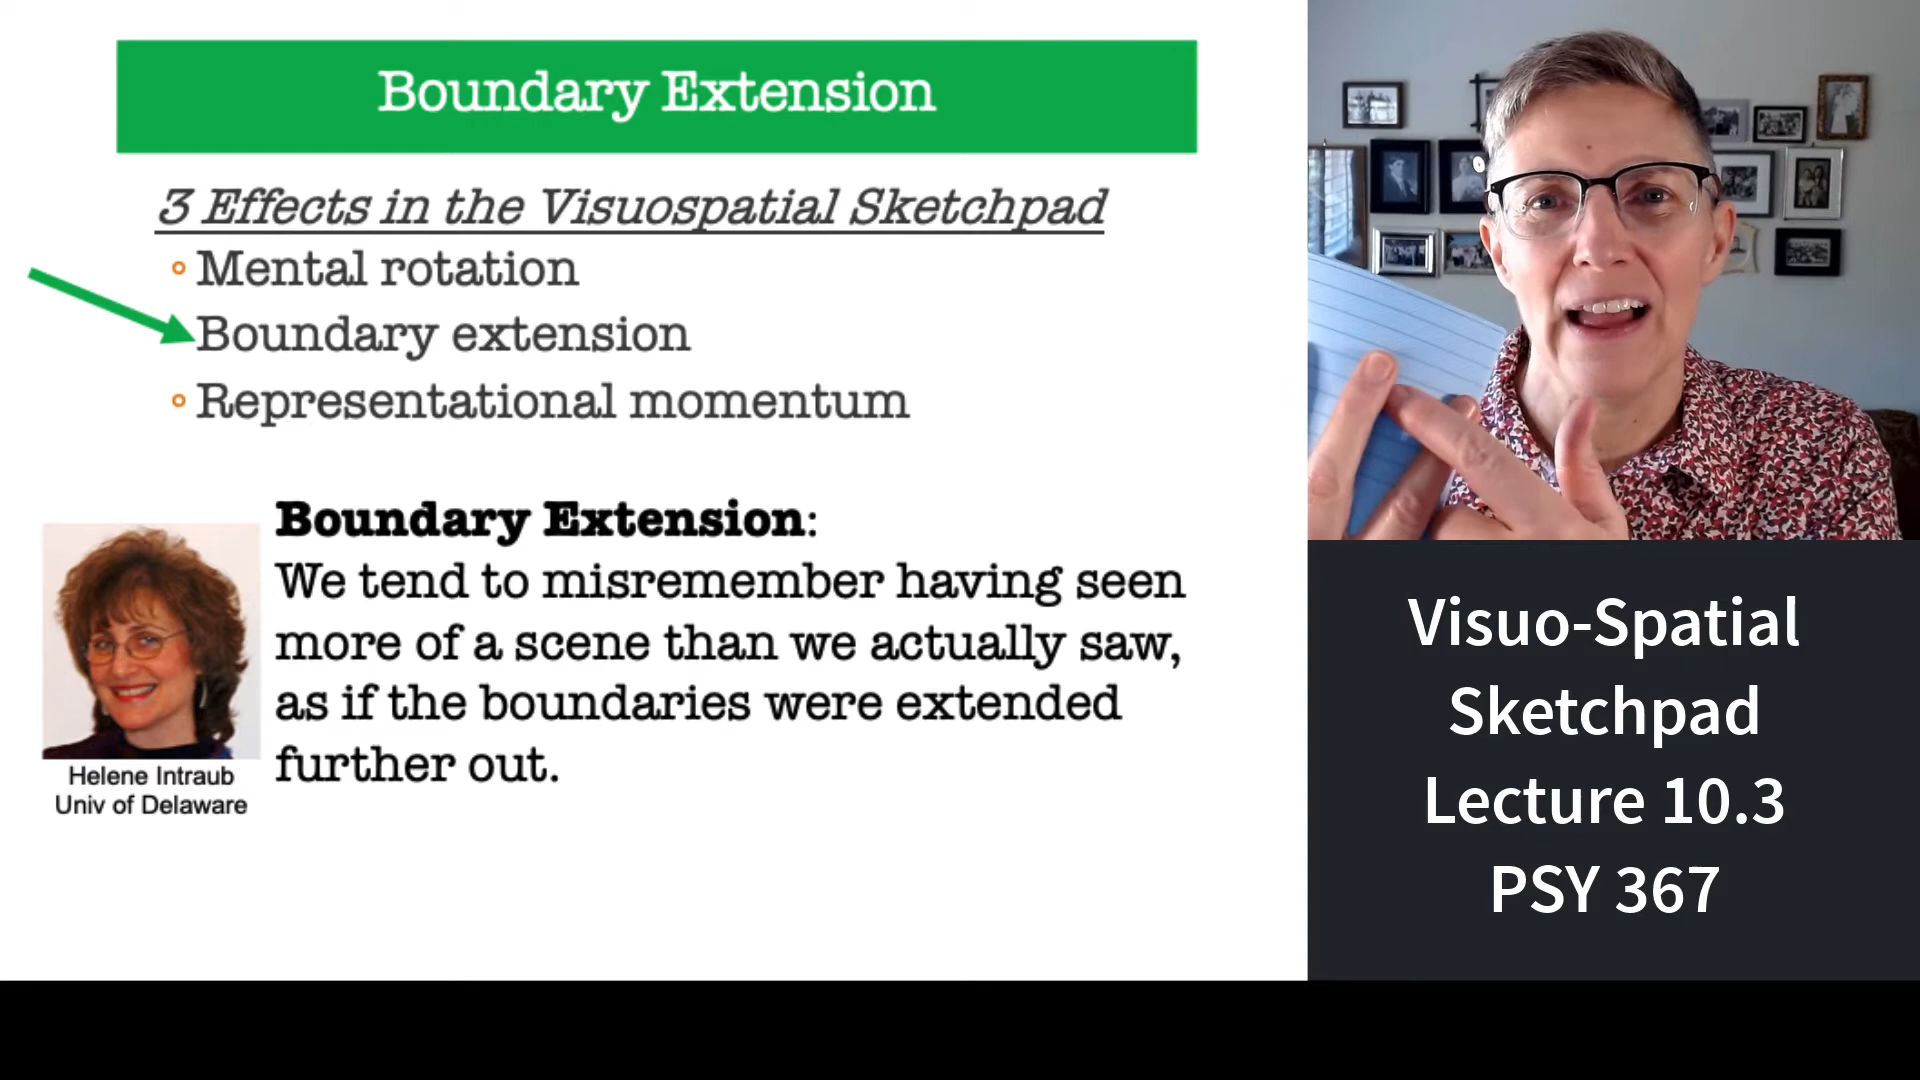 Boundary Extension
3 Effects in the Visuospatial Sketchpad
Mental rotation
Boundary extension
Representational momentum
Boundary Extension:
We tend to misremember having seen
more of a scene than we actually saw,
as if the boundaries were extended
further out.
Helene Intraub
Univ of Delaware
Visuo-Spatial
Sketchpad
Lecture 10.3
PSY 367